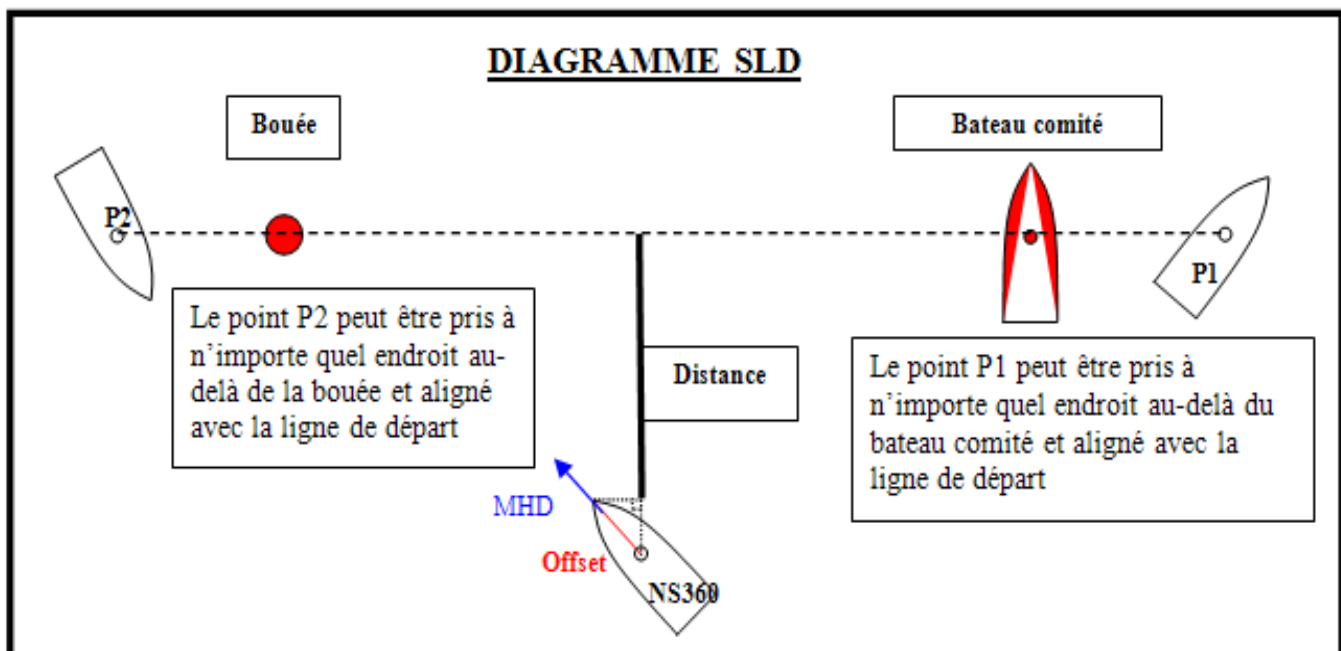 DIAGRAMME SLD
Bouée
Bateau comité
P2
P1
Le point P2 peut être pris à
n’importe quel endroit au-
delà de la bouée et aligné
avec la ligne de départ
Distance
Le point P1 peut être pris à
n’importe quel endroit au-delà du
bateau comité et aligné avec la
ligne de départ
MHD
Offset
NS360